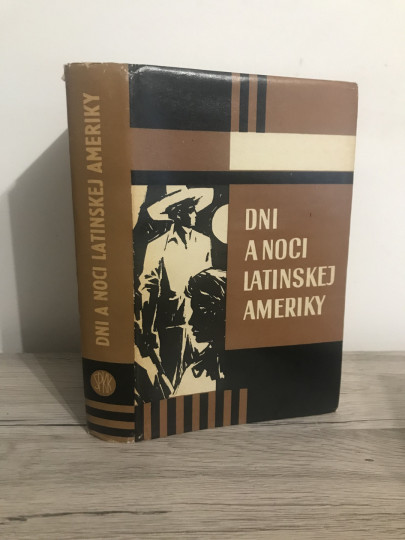 DNI A NOCI LATINSKEJ AMERIKY
DNI
A NOCI
LATINSKEJ
AMERIKY